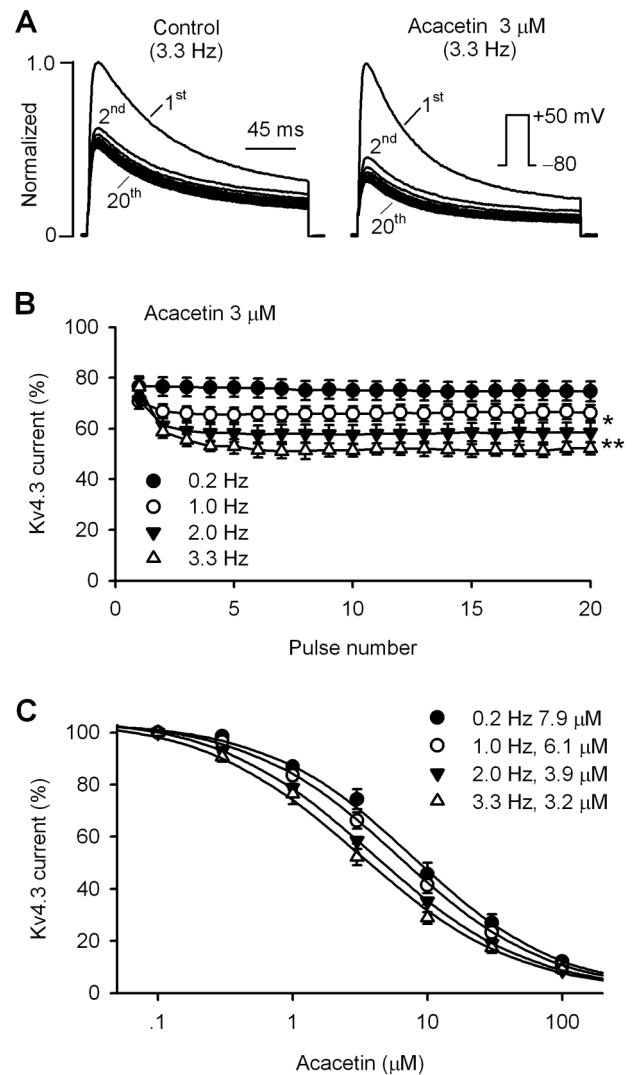 A
Control
(3.3 Hz)
Acacetin 3 μM
(3.3 Hz)
1.0
Normalized
0
1st
2nd
20th
45 ms
1st
2nd
20th
+50 mV
−80
B
Acacetin 3 μM
100
80
60
40
20
0
Kv4.3 current (%)
*
**
0.2 Hz
1.0 Hz
2.0 Hz
3.3 Hz
0 5 10 15 20
Pulse number
C
0.2 Hz 7.9 μM
1.0 Hz, 6.1 μM
2.0 Hz, 3.9 μM
3.3 Hz, 3.2 μM
100
80
60
40
20
0
Kv4.3 current (%)
.1 1 10 100
Acacetin (μM)